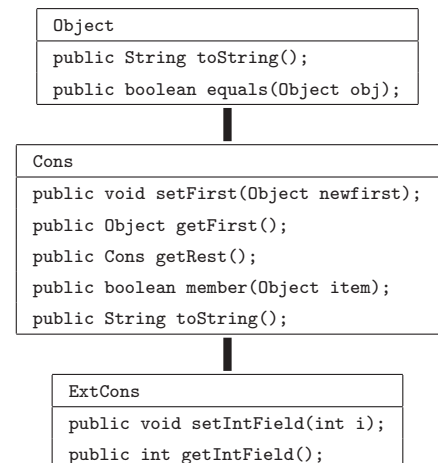 Object
public String toString();
public boolean equals(Object obj);
Cons
public void setFirst(Object newfirst);
public Object getFirst();
public Cons getRest();
public boolean member(Object item);
public String toString();
ExtCons
public void setIntField(int i);
public int getIntField();